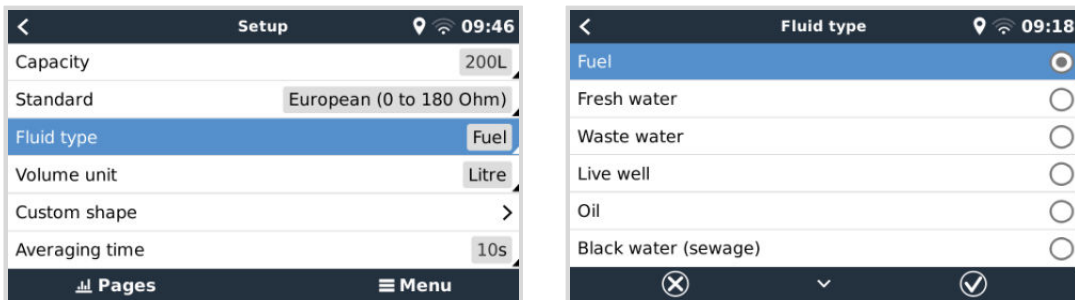 Setup 09:46
Capacity 200L
Standard European (0 to 180 Ohm)
Fluid type Fuel
Volume unit Litre
Custom shape
Averaging time 10s
Pages Menu
Fluid type 09:18
Fuel
Fresh water
Waste water
Live well
Oil
Black water (sewage)